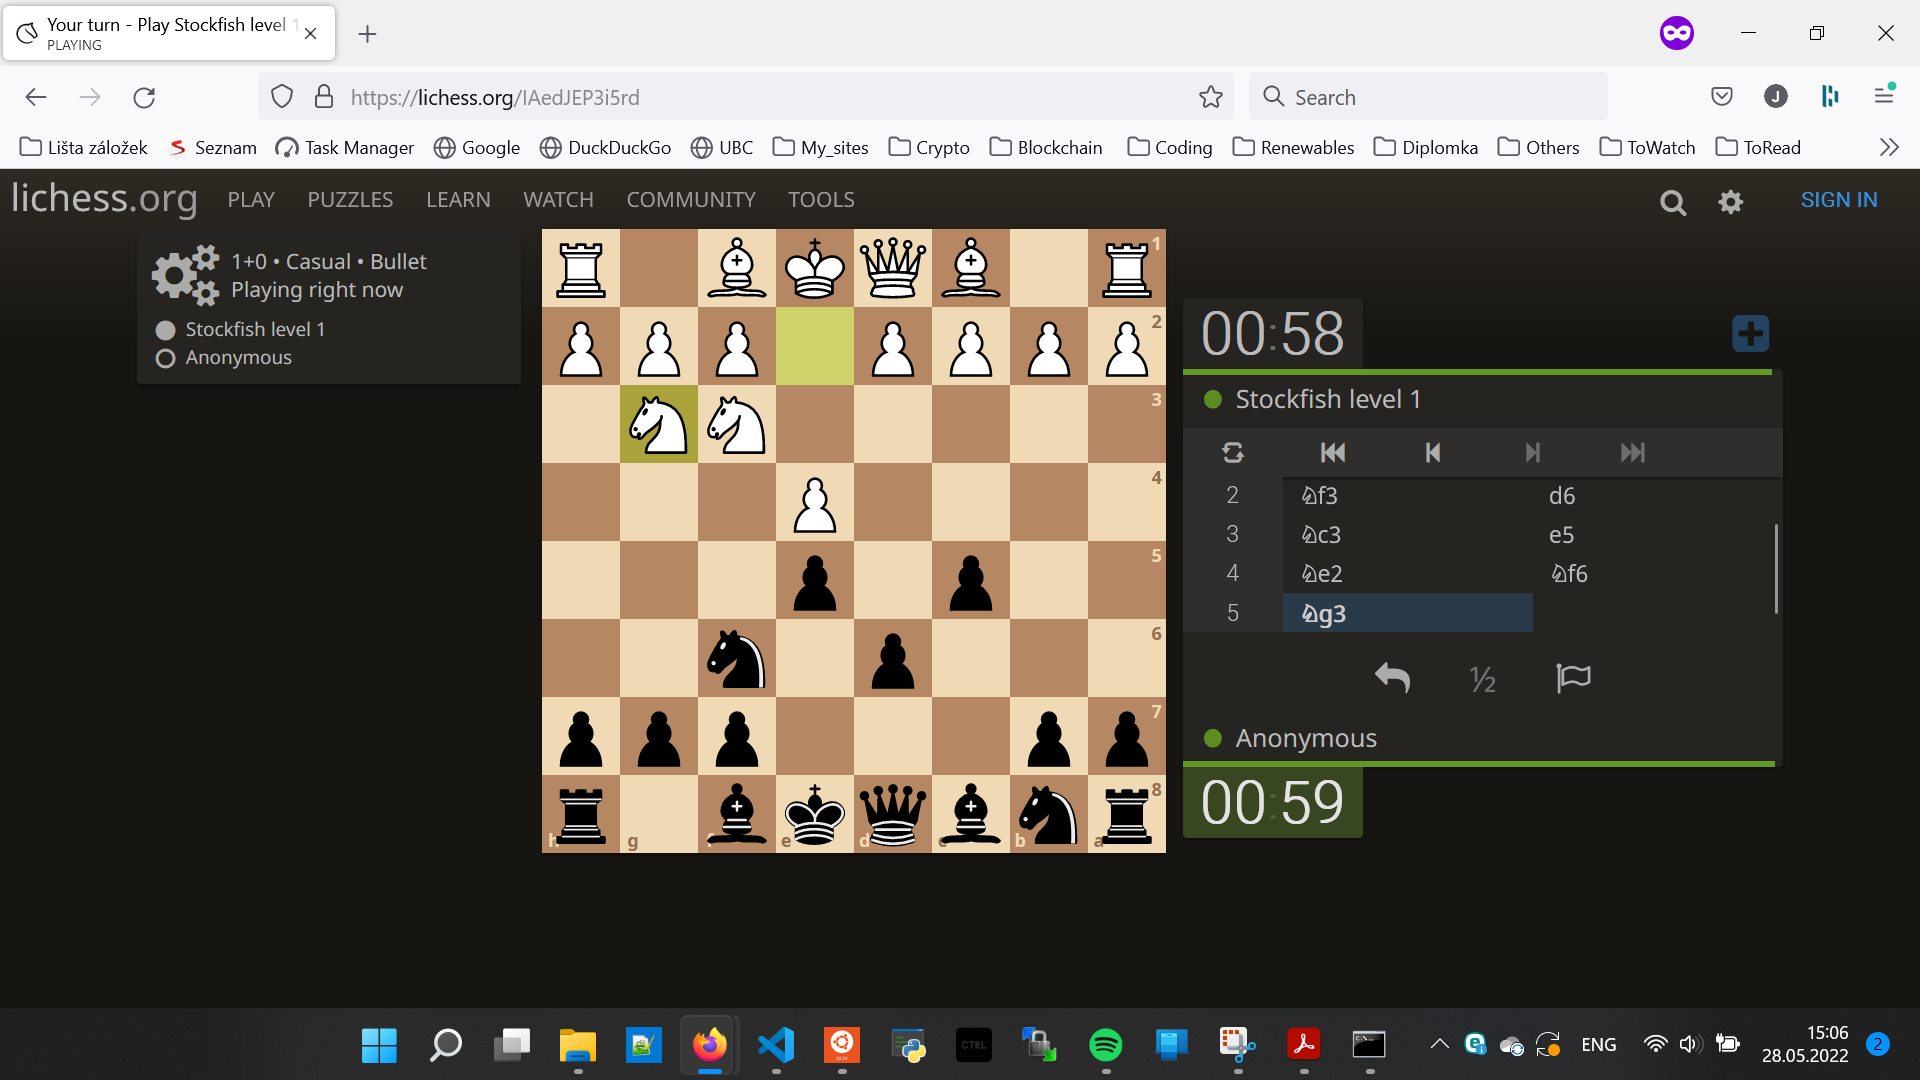 Your turn - Play Stockfish level 1
PLAYING
https://lichess.org/IAedJEP3i5rd
Search
J
Lišta záložek
Seznam
Task Manager
Google
DuckDuckGo
UBC
My_sites
Crypto
Blockchain
Coding
Renewables
Diplomka
Others
ToWatch
ToRead
lichess.org
PLAY
PUZZLES
LEARN
WATCH
COMMUNITY
TOOLS
SIGN IN
1+0 • Casual • Bullet
Playing right now
Stockfish level 1
Anonymous
1
2
3
4
5
6
7
8
h
g
f
e
d
c
b
a
00:58
Stockfish level 1
2 ♘f3 d6
3 ♘c3 e5
4 ♘e2 ♘f6
5 ♘g3
½
Anonymous
00:59
CTRL
ENG
15:06
28.05.2022
2